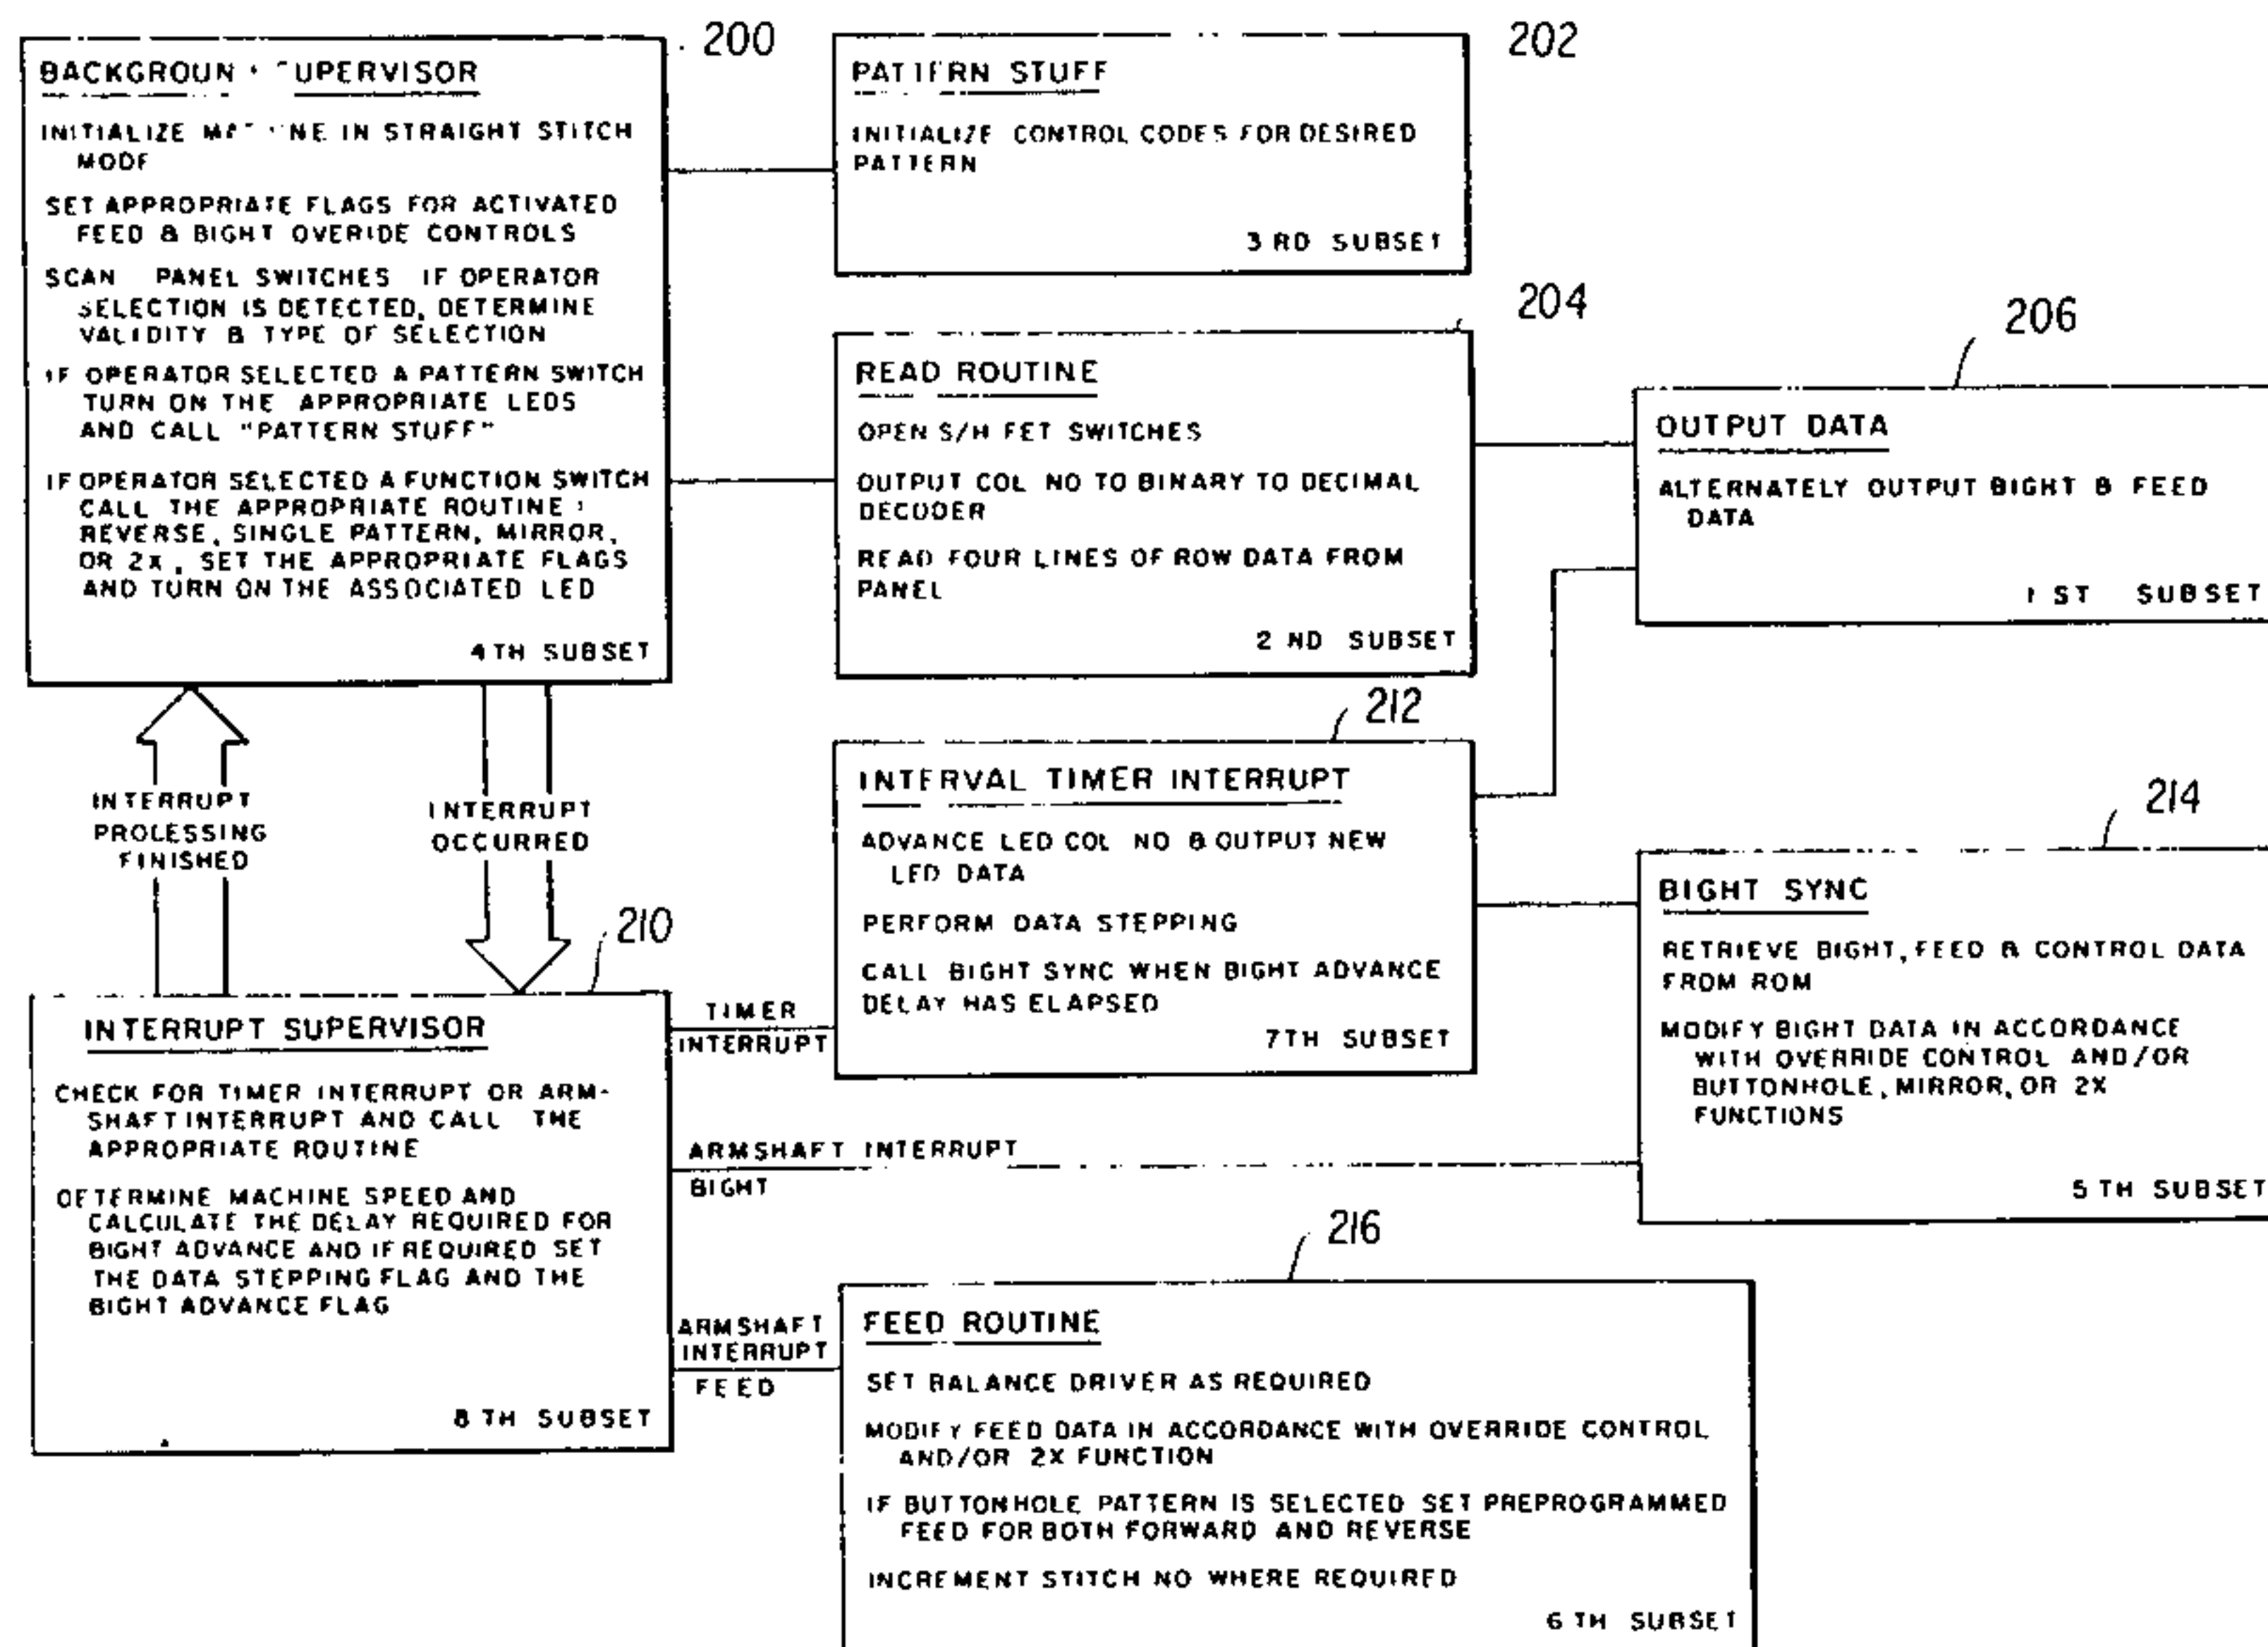 200
BACKGROUN SUPERVISOR
INITIALIZE MACHINE IN STRAIGHT STITCH
MODE
SET APPROPRIATE FLAGS FOR ACTIVATED
FEED & BIGHT OVERIDE CONTROLS
SCAN PANEL SWITCHES IF OPERATOR
SELECTION IS DETECTED, DETERMINE
VALIDITY & TYPE OF SELECTION
IF OPERATOR SELECTED A PATTERN SWITCH
TURN ON THE APPROPRIATE LEDS
AND CALL "PATTERN STUFF"
IF OPERATOR SELECTED A FUNCTION SWITCH
CALL THE APPROPRIATE ROUTINE:
REVERSE, SINGLE PATTERN, MIRROR,
OR 2X, SET THE APPROPRIATE FLAGS
AND TURN ON THE ASSOCIATED LED
4TH SUBSET
202
PATTERN STUFF
INITIALIZE CONTROL CODES FOR DESIRED
PATTERN
3RD SUBSET
204
READ ROUTINE
OPEN S/H FET SWITCHES
OUTPUT COL NO TO BINARY TO DECIMAL
DECODER
READ FOUR LINES OF ROW DATA FROM
PANEL
2ND SUBSET
206
OUTPUT DATA
ALTERNATELY OUTPUT BIGHT & FEED
DATA
1ST SUBSET
INTERRUPT
PROCESSING
FINISHED
INTERRUPT
OCCURRED
210
INTERRUPT SUPERVISOR
CHECK FOR TIMER INTERRUPT OR ARM-
SHAFT INTERRUPT AND CALL THE
APPROPRIATE ROUTINE
DETERMINE MACHINE SPEED AND
CALCULATE THE DELAY REQUIRED FOR
BIGHT ADVANCE AND IF REQUIRED SET
THE DATA STEPPING FLAG AND THE
BIGHT ADVANCE FLAG
8TH SUBSET
TIMER
INTERRUPT
212
INTERVAL TIMER INTERRUPT
ADVANCE LED COL NO & OUTPUT NEW
LED DATA
PERFORM DATA STEPPING
CALL BIGHT SYNC WHEN BIGHT ADVANCE
DELAY HAS ELAPSED
7TH SUBSET
ARMSHAFT INTERRUPT
BIGHT
214
BIGHT SYNC
RETRIEVE BIGHT, FEED & CONTROL DATA
FROM ROM
MODIFY BIGHT DATA IN ACCORDANCE
WITH OVERRIDE CONTROL AND/OR
BUTTONHOLE, MIRROR, OR 2X
FUNCTIONS
5TH SUBSET
ARMSHAFT
INTERRUPT
FEED
216
FEED ROUTINE
SET BALANCE DRIVER AS REQUIRED
MODIFY FEED DATA IN ACCORDANCE WITH OVERRIDE CONTROL
AND/OR 2X FUNCTION
IF BUTTONHOLE PATTERN IS SELECTED SET PREPROGRAMMED
FEED FOR BOTH FORWARD AND REVERSE
INCREMENT STITCH NO WHERE REQUIRED
6TH SUBSET